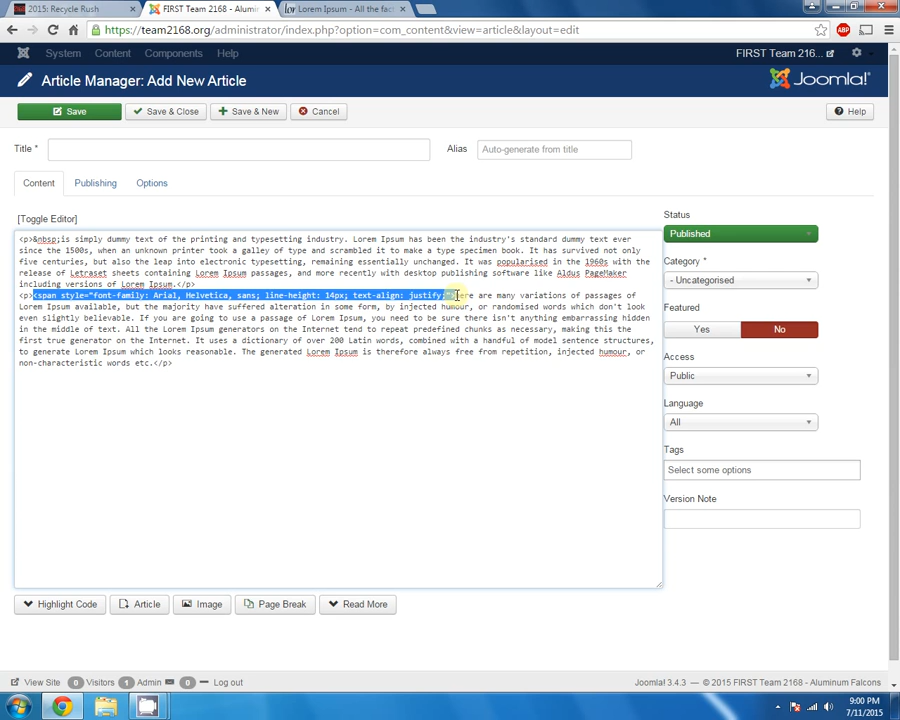 2015: Recycle Rush
FIRST Team 2168 - Alumin
Lorem Ipsum - All the fact
https://team2168.org/administrator/index.php?option=com_content&view=article&layout=edit
System Content Components Help FIRST Team 216...
Article Manager: Add New Article Joomla!
Save Save & Close Save & New Cancel Help
Title * Alias Auto-generate from title
Content Publishing Options
[Toggle Editor]
<p>&nbsp;is simply dummy text of the printing and typesetting industry. Lorem Ipsum has been the industry's standard dummy text ever
since the 1500s, when an unknown printer took a galley of type and scrambled it to make a type specimen book. It has survived not only
five centuries, but also the leap into electronic typesetting, remaining essentially unchanged. It was popularised in the 1960s with the
release of Letraset sheets containing Lorem Ipsum passages, and more recently with desktop publishing software like Aldus PageMaker
including versions of Lorem Ipsum.</p>
<p><span style="font-family: Arial, Helvetica, sans; line-height: 14px; text-align: justify; are many variations of passages of
Lorem Ipsum available, but the majority have suffered alteration in some form, by injected humour, or randomised words which don't look
even slightly believable. If you are going to use a passage of Lorem Ipsum, you need to be sure there isn't anything embarrassing hidden
in the middle of text. All the Lorem Ipsum generators on the Internet tend to repeat predefined chunks as necessary, making this the
first true generator on the Internet. It uses a dictionary of over 200 Latin words, combined with a handful of model sentence structures,
to generate Lorem Ipsum which looks reasonable. The generated Lorem Ipsum is therefore always free from repetition, injected humour, or
non-characteristic words etc.</p>
Highlight Code Article Image Page Break Read More
Status
Published
Category *
- Uncategorised
Featured
Yes No
Access
Public
Language
All
Tags
Select some options
Version Note
View Site 0 Visitors 1 Admin 0 Log out Joomla! 3.4.3 — © 2015 FIRST Team 2168 - Aluminum Falcons
9:00 PM
7/11/2015